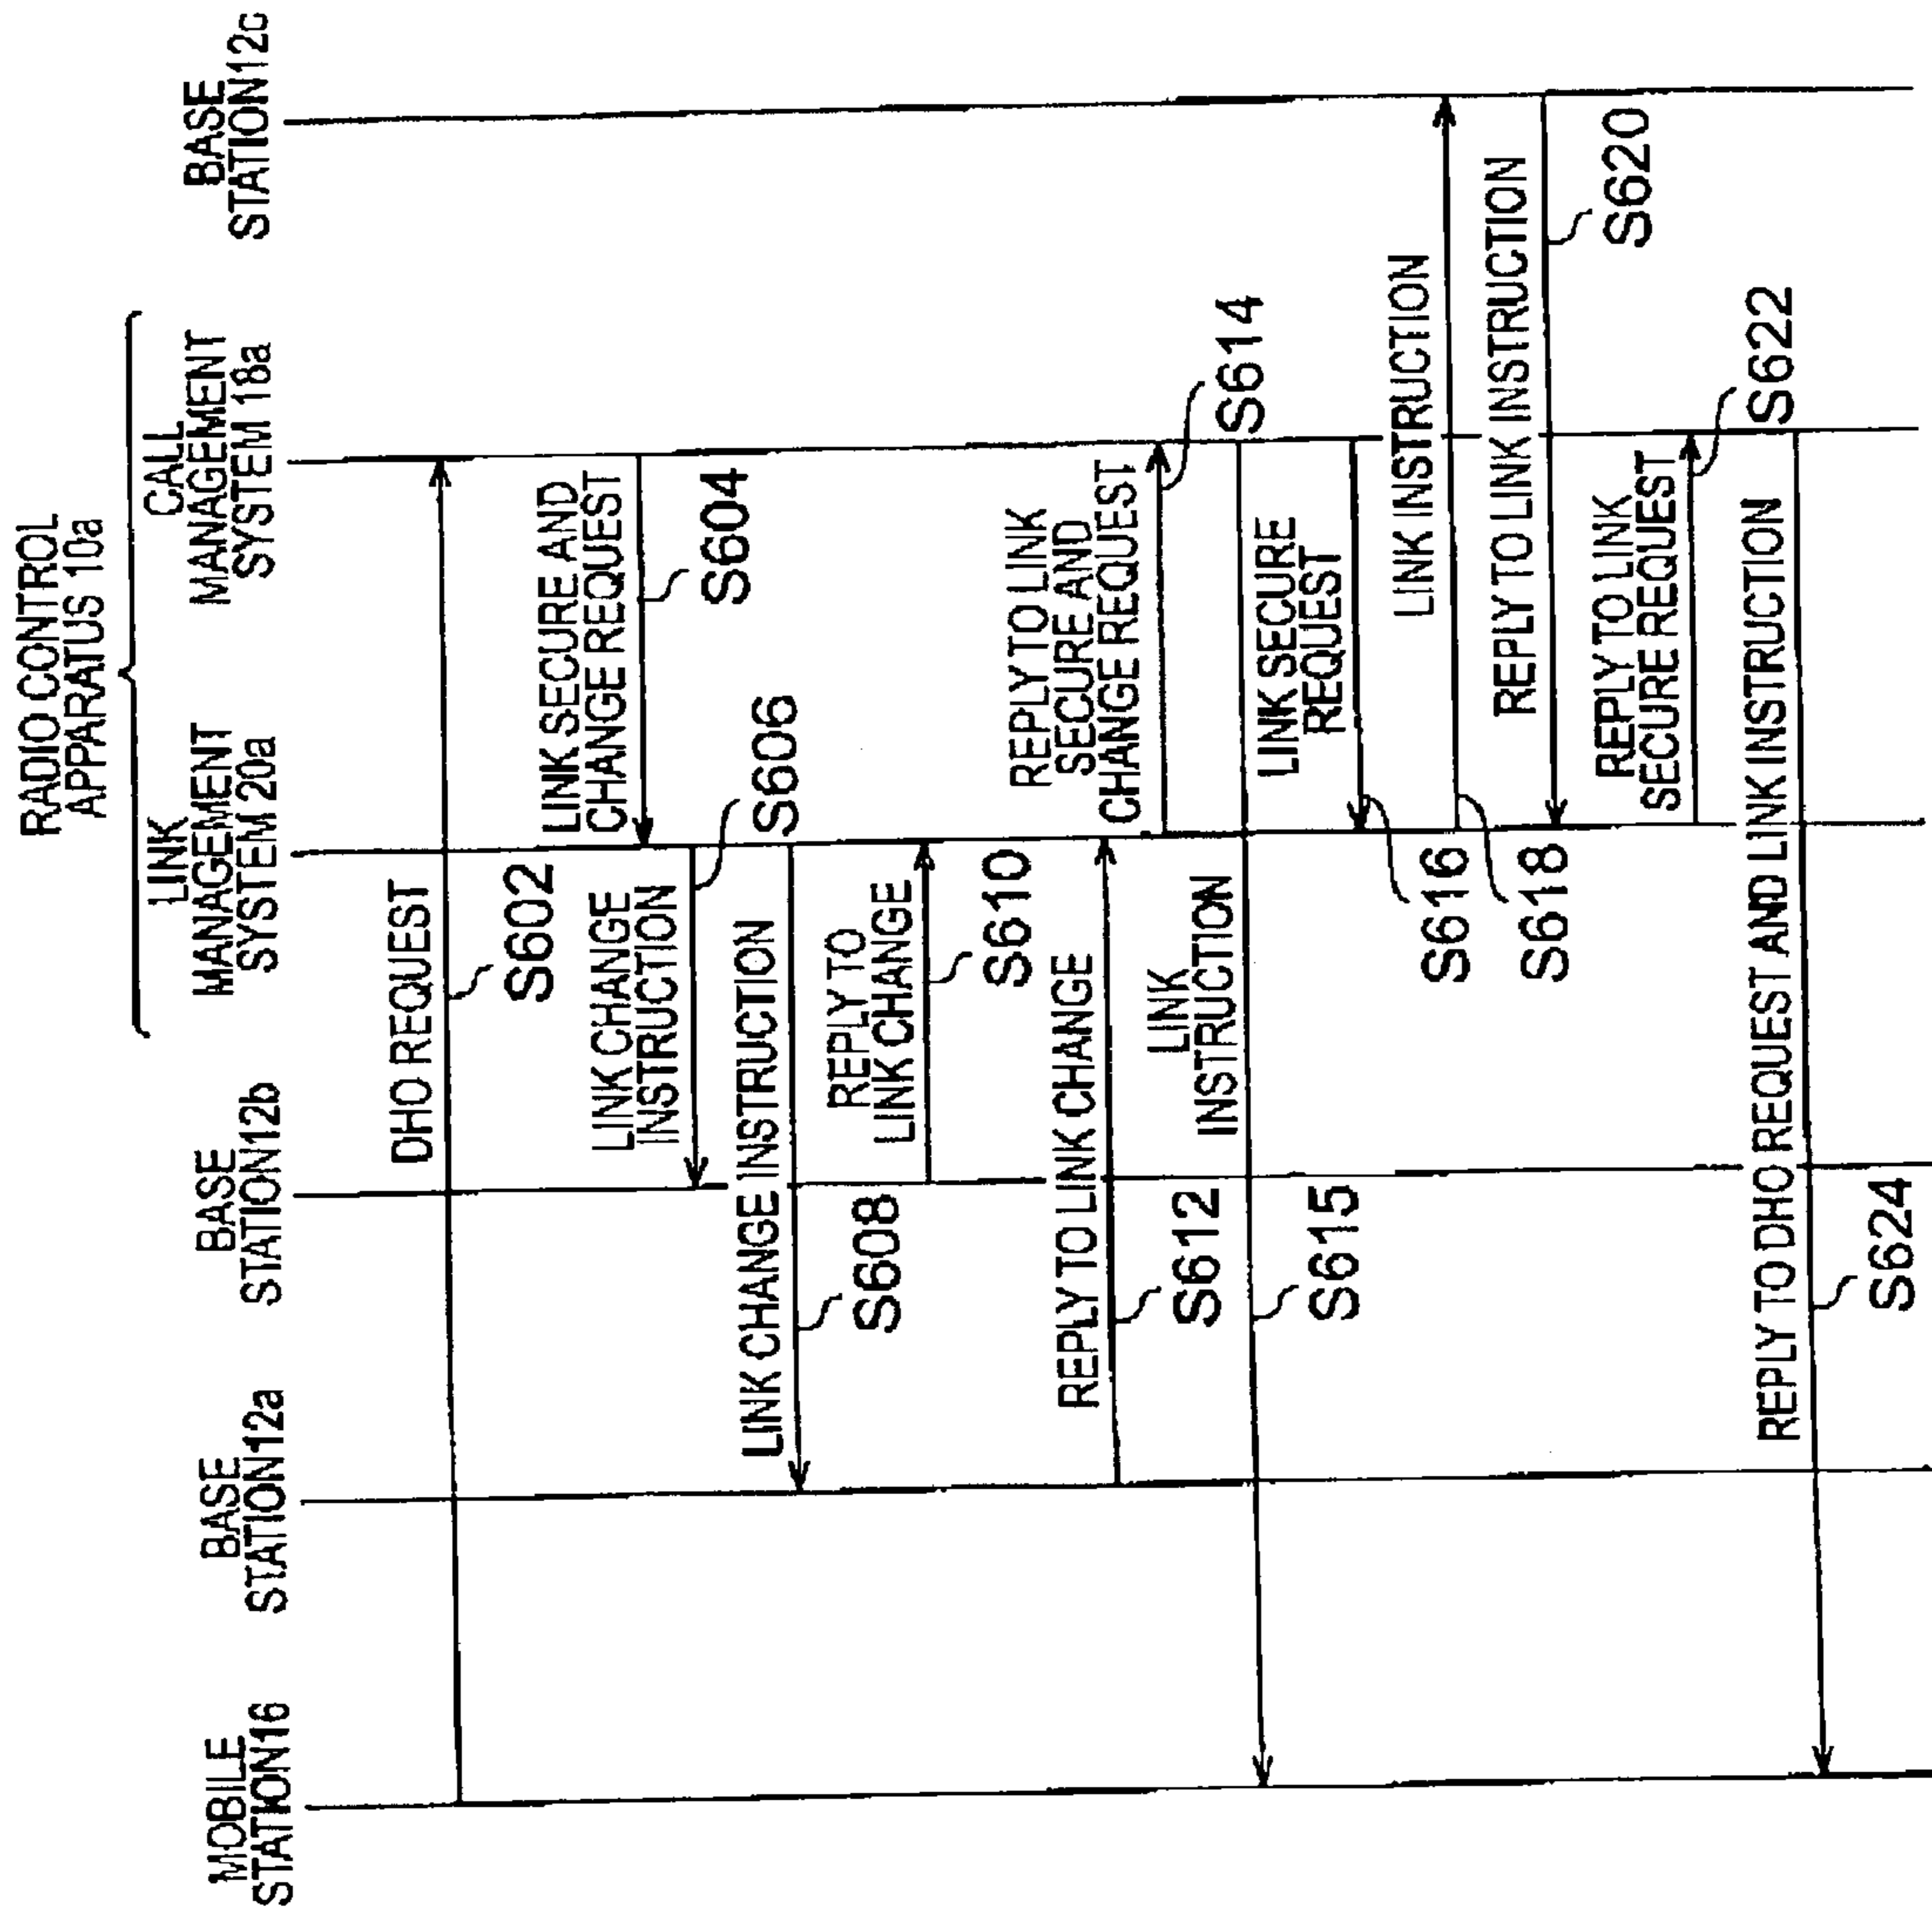 RADIO CONTROL
APPARATUS 10a
MOBILE
STATION16
BASE
STATION12a
BASE
STATION12b
LINK
MANAGEMENT
SYSTEM 20a
CALL
MANAGEMENT
SYSTEM 18a
BASE
STATION12c
DHO REQUEST
S602
LINK SECURE AND
CHANGE REQUEST
S604
LINK CHANGE
INSTRUCTION
S606
LINK CHANGE INSTRUCTION
S608
REPLY TO
LINK CHANGE
S610
REPLY TO LINK CHANGE
S612
REPLY TO LINK
SECURE AND
CHANGE REQUEST
S614
LINK
INSTRUCTION
S615
LINK SECURE
REQUEST
S616
LINK INSTRUCTION
S618
REPLY TO LINK INSTRUCTION
S620
REPLY TO LINK
SECURE REQUEST
S622
REPLY TO DHO REQUEST AND LINK INSTRUCTION
S624